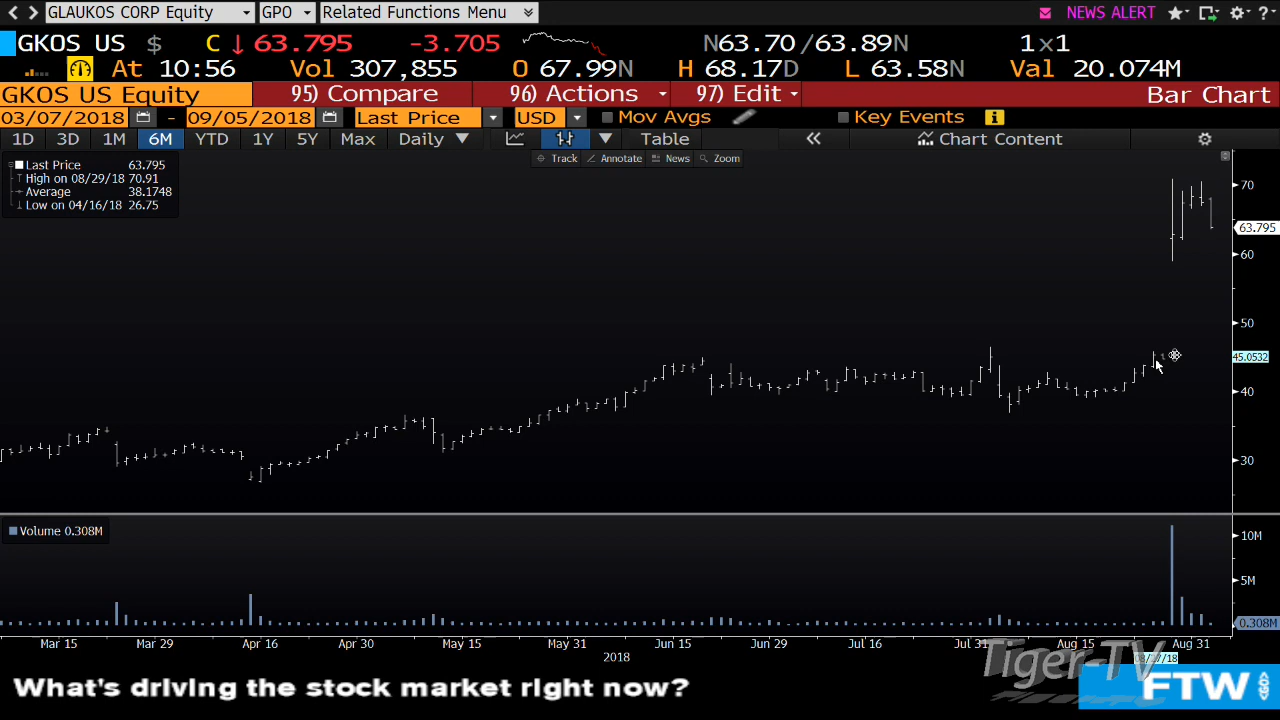 GLAUKOS CORP Equity GPO Related Functions Menu NEWS ALERT ?
GKOS US $ C 63.795 -3.705 N63.70 /63.89N 1x1
At 10:56 Vol 307,855 O 67.99N H 68.17D L 63.58N Val 20.074M
GKOS US Equity 95) Compare 96) Actions 97) Edit Bar Chart
03/07/2018 - 09/05/2018 Last Price USD Mov Avgs Key Events i
1D 3D 1M 6M YTD 1Y 5Y Max Daily Table Chart Content
Track Annotate News Zoom
Last Price 63.795
High on 08/29/18 70.91
Average 38.1748
Low on 04/16/18 26.75
70
63.795
60
50
45.0532
40
30
Volume 0.308M
10M
5M
0.308M
Mar 15 Mar 29 Apr 16 Apr 30 May 15 May 31 Jun 15 Jun 29 Jul 16 Jul 31 Aug 15 Aug 31
2018
Tiger-TV
What's driving the stock market right now? FTW